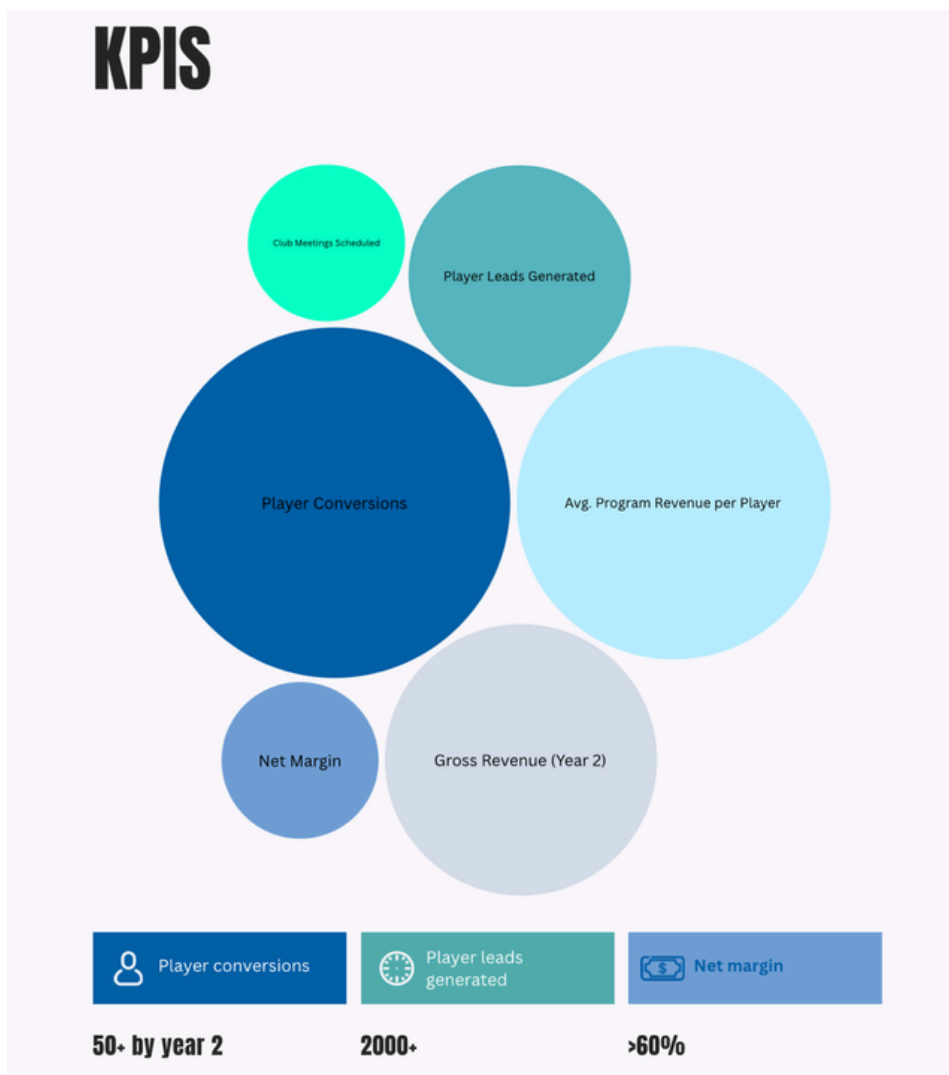 KPIS
Club Meetings Scheduled
Player Leads Generated
Player Conversions
Avg. Program Revenue per Player
Net Margin
Gross Revenue (Year 2)
Player conversions
Player leads
generated
$
Net margin
50+ by year 2
2000+
>60%